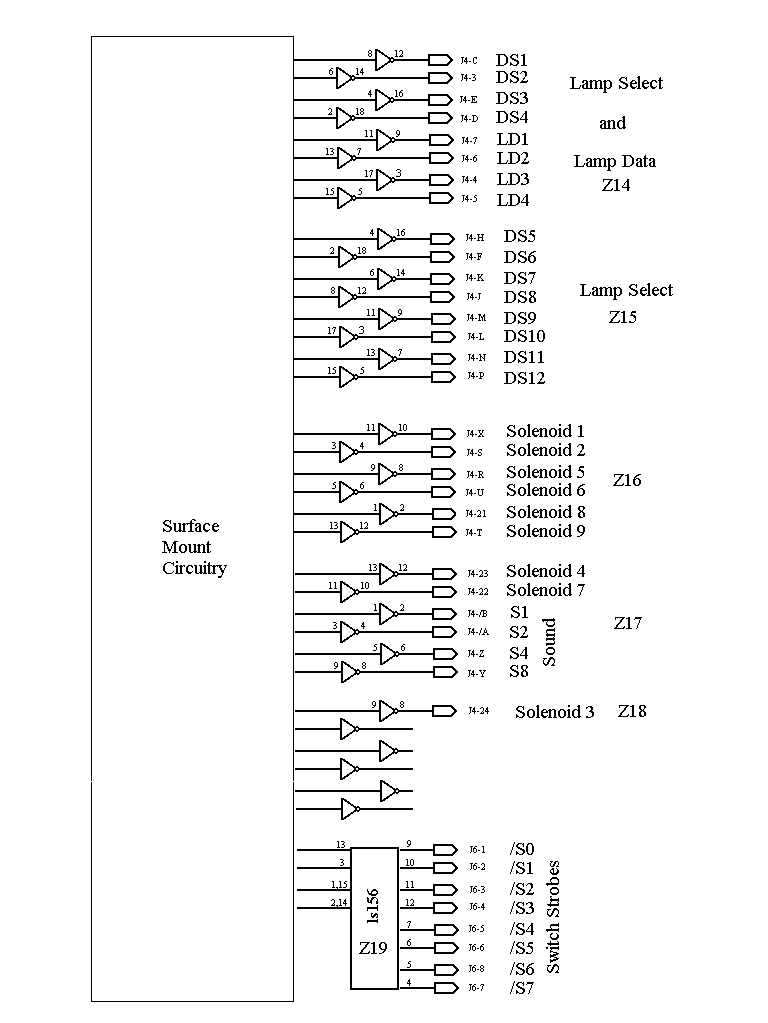 8 12 J4-C DS1
6 14 J4-3 DS2
Lamp Select
4 16 J4-E DS3
2 18 J4-D DS4
and
11 9 J4-7 LD1
13 7 J4-6 LD2
Lamp Data
17 3 J4-4 LD3
Z14
15 5 J4-5 LD4
4 16 J4-H DS5
2 18 J4-F DS6
6 14 J4-K DS7
8 12 J4-J DS8
Lamp Select
11 9 J4-M DS9
Z15
17 3 J4-L DS10
13 7 J4-N DS11
15 5 J4-P DS12
11 10 J4-X Solenoid 1
3 4 J4-S Solenoid 2
9 8 J4-R Solenoid 5
Z16
5 6 J4-U Solenoid 6
1 2 J4-21 Solenoid 8
13 12 J4-T Solenoid 9
Surface
Mount
Circuitry
13 12 J4-23 Solenoid 4
11 10 J4-22 Solenoid 7
1 2 J4-/B S1
3 4 J4-/A S2
Z17
5 6 J4-Z S4
9 8 J4-Y S8
Sound
9 8 J4-24 Solenoid 3 Z18
13 9 J6-1 /S0
3 10 J6-2 /S1
1,15 11 J6-3 /S2
2,14 12 J6-4 /S3
7 J6-5 /S4
6 J6-6 /S5
5 J6-8 /S6
4 J6-7 /S7
ls156
Z19
Switch Strobes